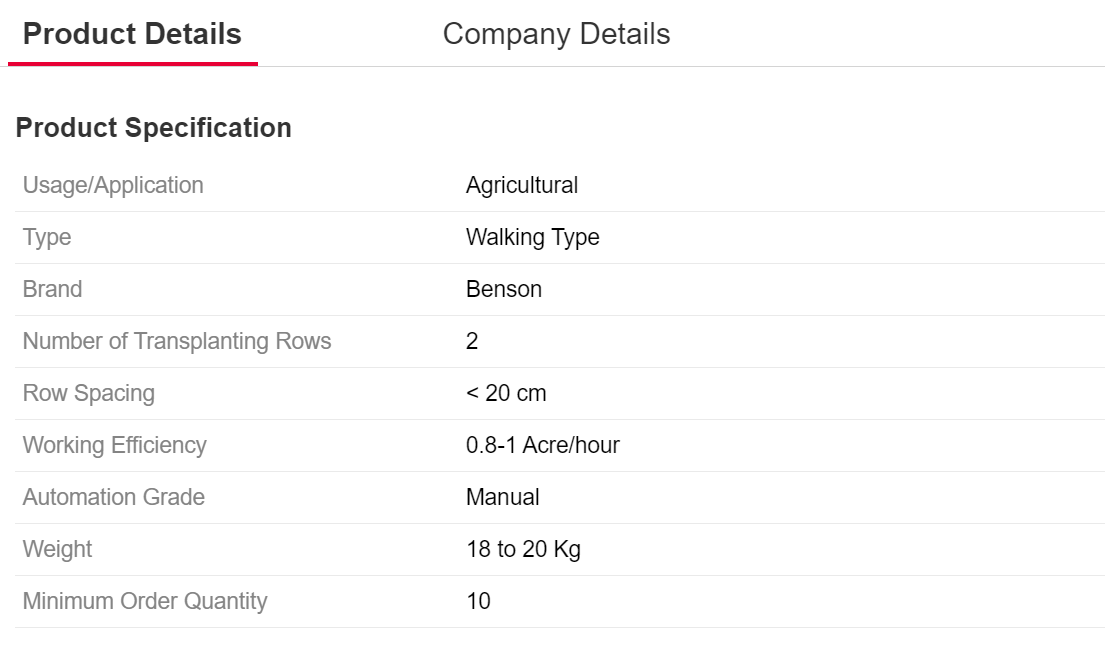 Product Details Company Details
Product Specification
Usage/Application Agricultural
Type Walking Type
Brand Benson
Number of Transplanting Rows 2
Row Spacing < 20 cm
Working Efficiency 0.8-1 Acre/hour
Automation Grade Manual
Weight 18 to 20 Kg
Minimum Order Quantity 10